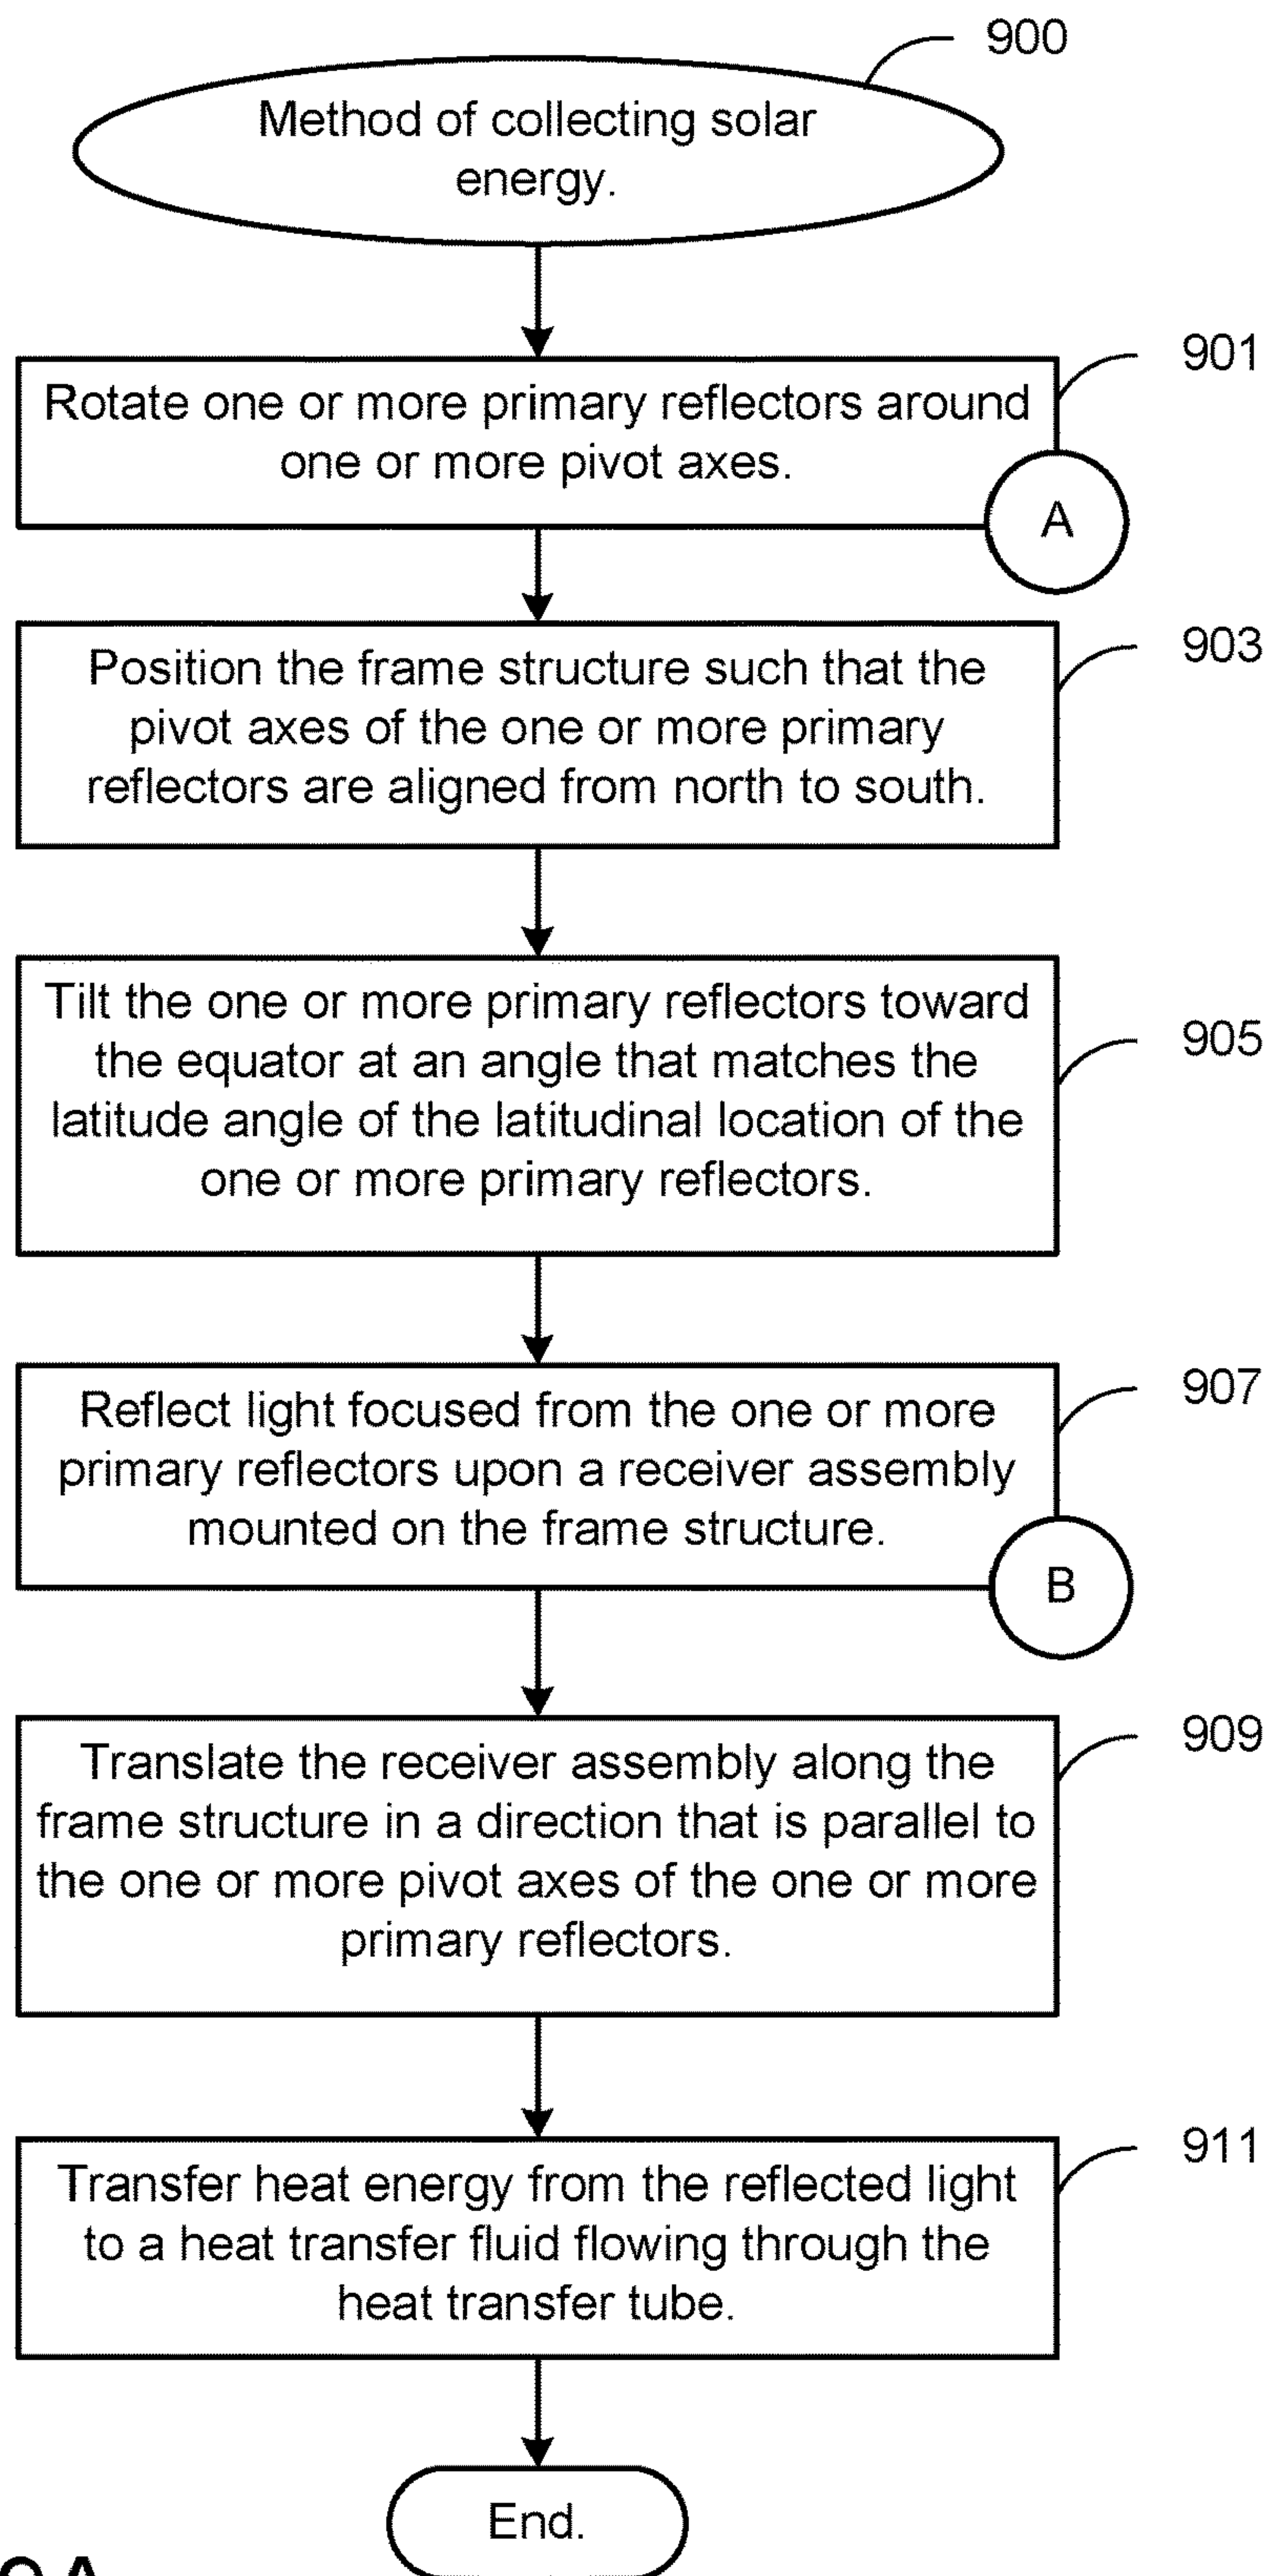 900
Method of collecting solar
energy.
901
Rotate one or more primary reflectors around
one or more pivot axes.
A
903
Position the frame structure such that the
pivot axes of the one or more primary
reflectors are aligned from north to south.
905
Tilt the one or more primary reflectors toward
the equator at an angle that matches the
latitude angle of the latitudinal location of the
one or more primary reflectors.
907
Reflect light focused from the one or more
primary reflectors upon a receiver assembly
mounted on the frame structure.
B
909
Translate the receiver assembly along the
frame structure in a direction that is parallel to
the one or more pivot axes of the one or more
primary reflectors.
911
Transfer heat energy from the reflected light
to a heat transfer fluid flowing through the
heat transfer tube.
End.